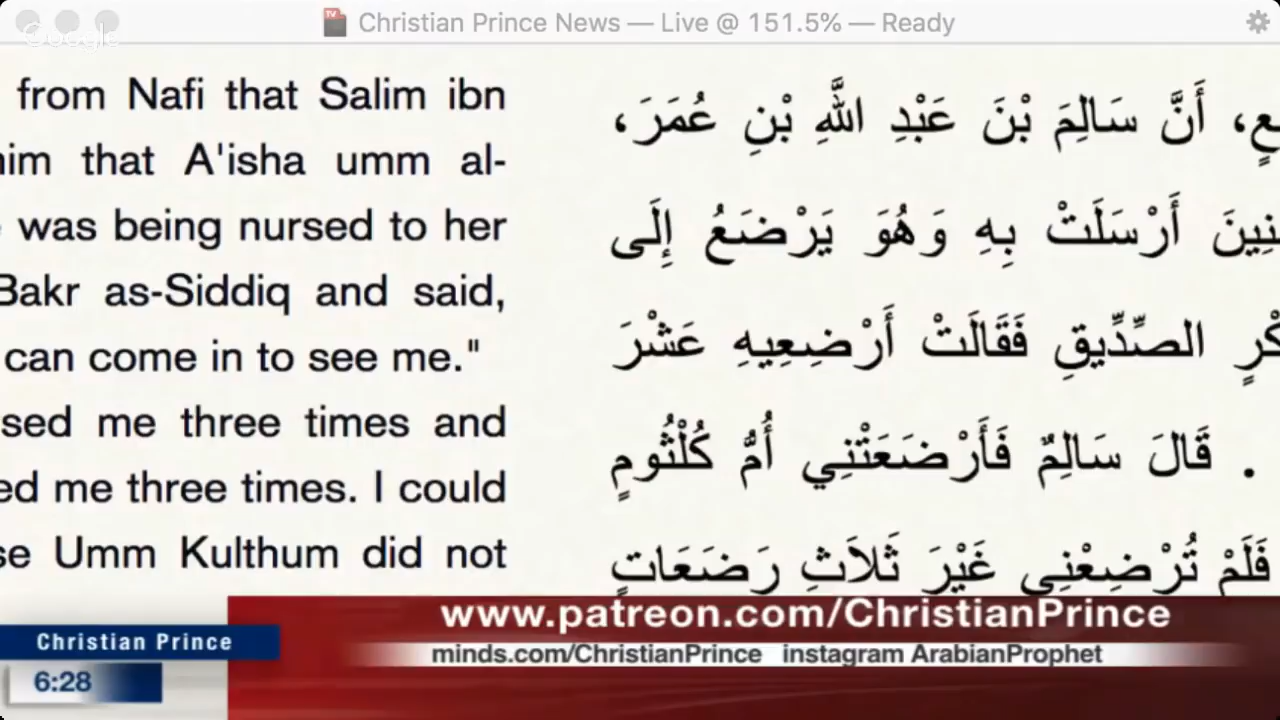 Christian Prince News — Live @ 151.5% — Ready
Google
from Nafi that Salim ibn
him that A'isha umm al-
was being nursed to her
Bakr as-Siddiq and said,
can come in to see me."
sed me three times and
ed me three times. I could
se Umm Kulthum did not
عٍ، أَنَّ سَالِمَ بْنَ عَبْدِ اللَّهِ بْنِ عُمَرَ،
نِينَ أَرْسَلَتْ بِهِ وَهُوَ يَرْضَعُ إِلَى
كْرٍ الصِّدِّيقِ فَقَالَتْ أَرْضِعِيهِ عَشْرَ
. قَالَ سَالِمٌ فَأَرْضَعَتْنِي أُمُّ كُلْثُومٍ
فَلَمْ تُرْضِعْنِي غَيْرَ ثَلاَثِ رَضَعَاتٍ
www.patreon.com/ChristianPrince
Christian Prince
minds.com/ChristianPrince instagram ArabianProphet
6:28